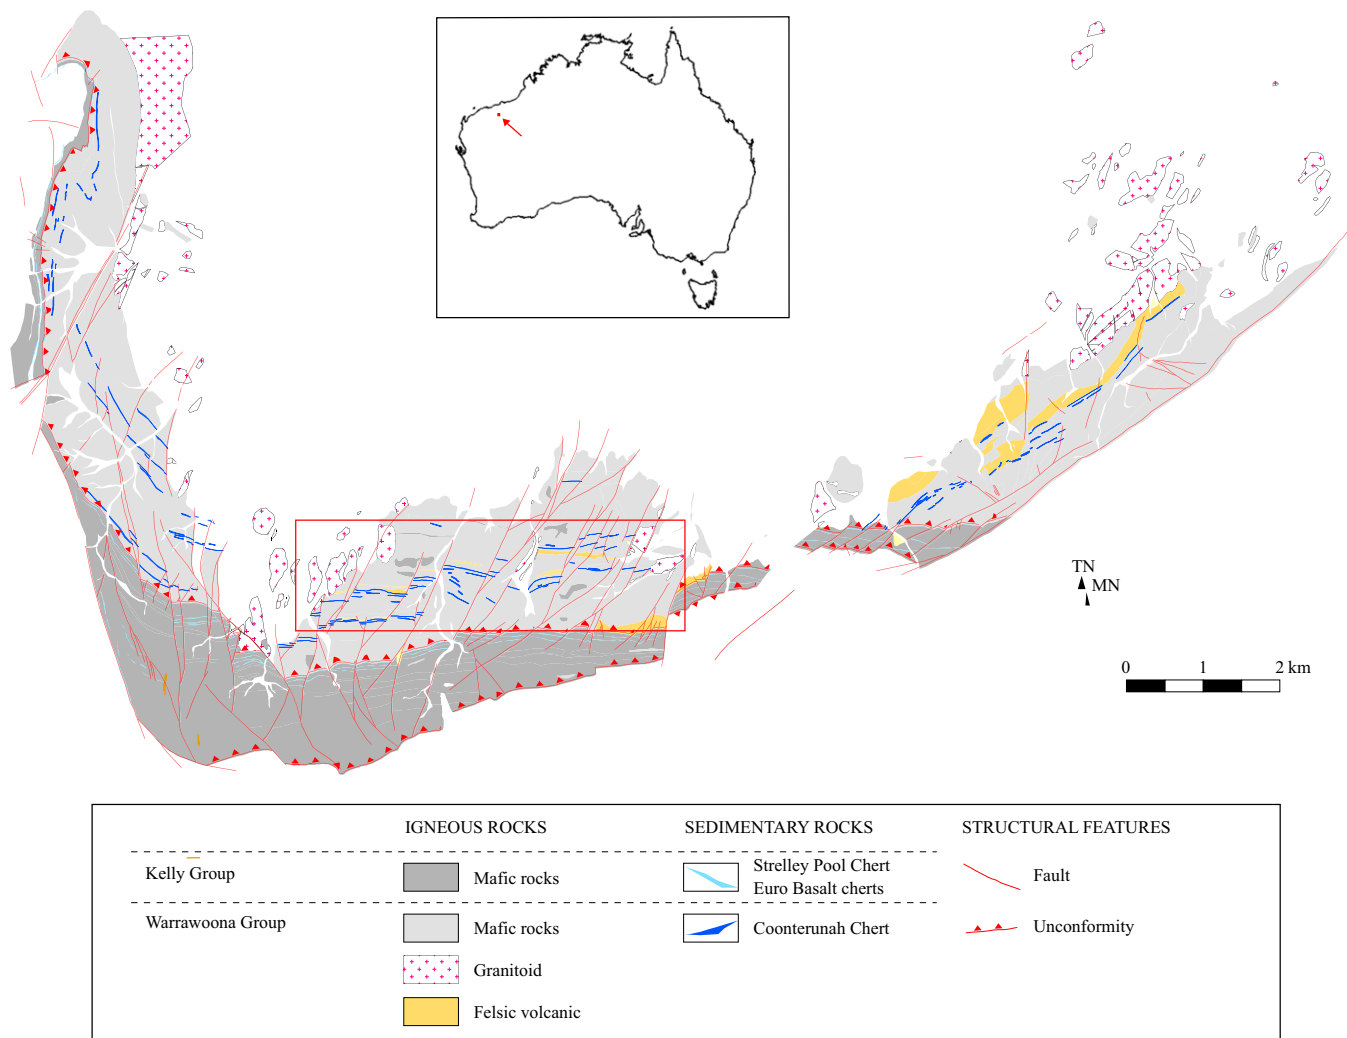 TN
MN
0 1 2 km
IGNEOUS ROCKS SEDIMENTARY ROCKS STRUCTURAL FEATURES
Kelly Group
Mafic rocks
Strelley Pool Chert
Euro Basalt cherts
Fault
Warrawoona Group
Mafic rocks
Coonterunah Chert
Unconformity
Granitoid
Felsic volcanic